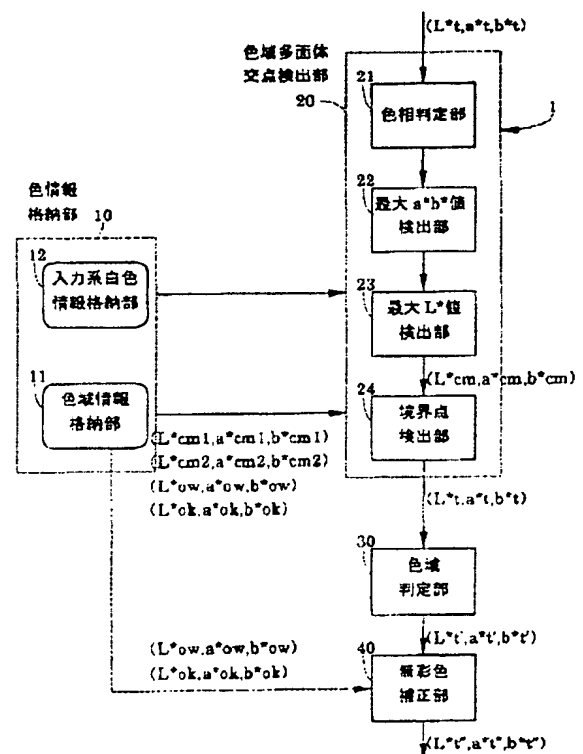 (L*t,a*t,b*t)
色域多面体
交点検出部
20
21
1
色相判定部
22
最大a*b*値
検出部
色情報
格納部
10
12
入力系白色
情報格納部
23
最大L*値
検出部
(L*cm,a*cm,b*cm)
11
色域情報
格納部
24
境界点
検出部
(L*cm1,a*cm1,b*cm1)
(L*cm2,a*cm2,b*cm2)
(L*ow,a*ow,b*ow)
(L*ok,a*ok,b*ok)
(L*t,a*t,b*t)
30
色域
判定部
(L*ow,a*ow,b*ow)
(L*ok,a*ok,b*ok)
(L*t',a*t',b*t')
40
無彩色
補正部
(L*t",a*t",b*t")